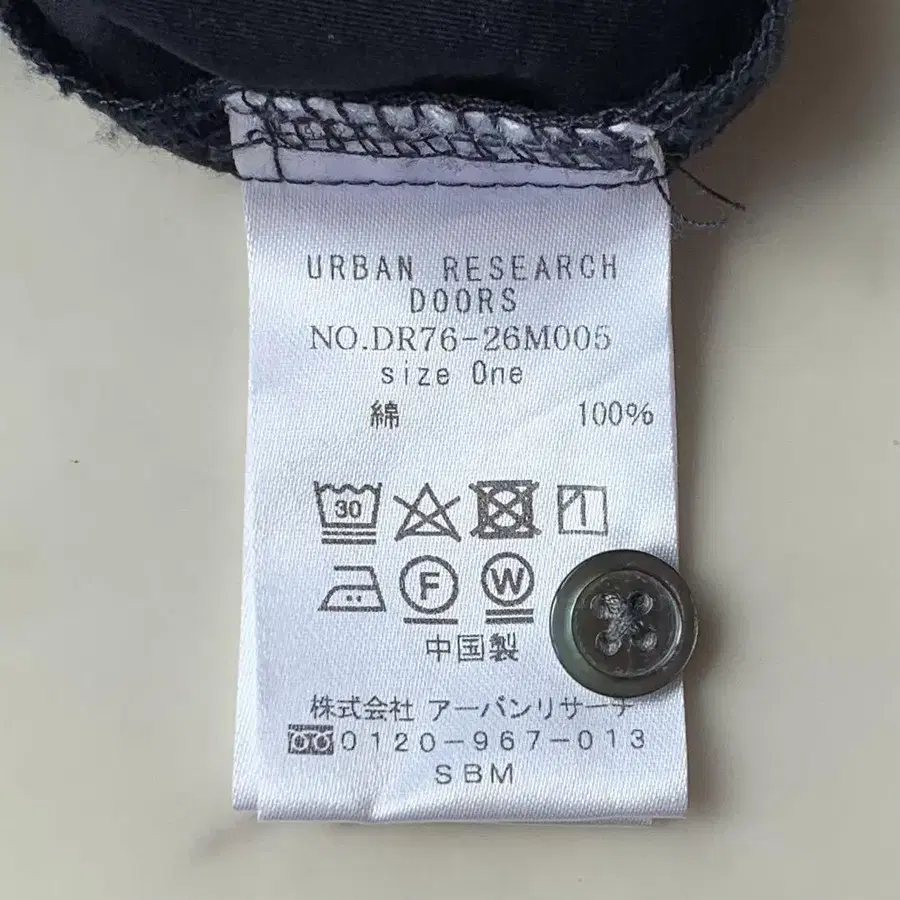 URBAN RESEARCH
DOORS
NO.DR76-26M005
size One
綿 100%
30
F W
中国製
株式会社 アーバンリサーチ
0120-967-013
SBM